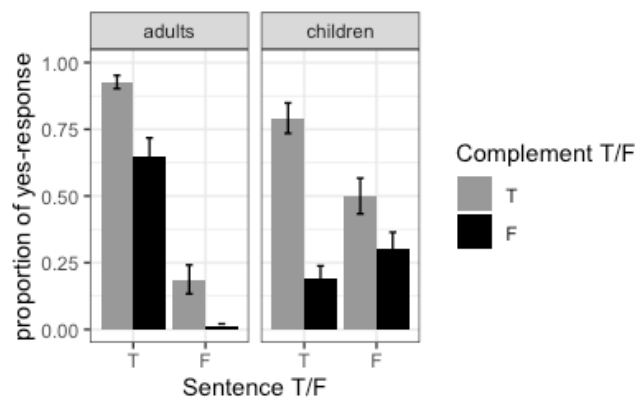 adults
children
proportion of yes-response
1.00
0.75
0.50
0.25
0.00
T
F
T
F
Sentence T/F
Complement T/F
T
F